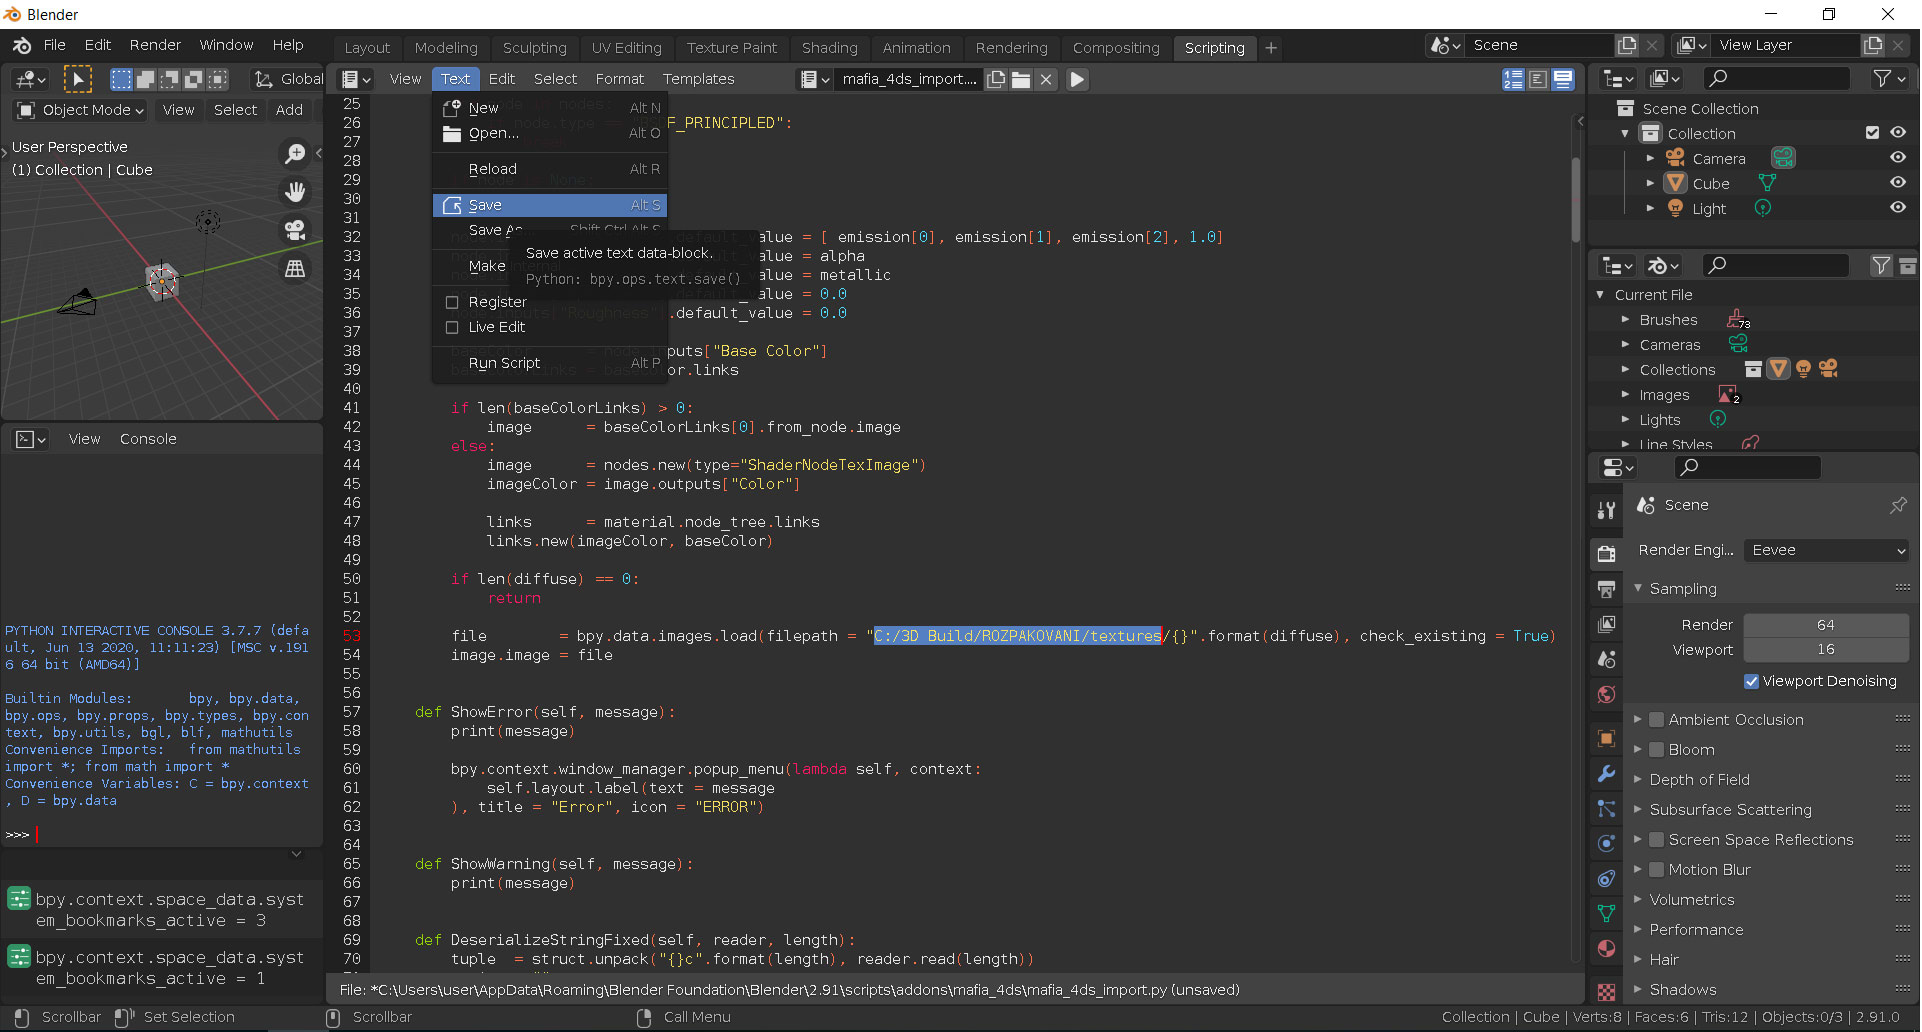 Blender
File Edit Render Window Help
Layout Modeling Sculpting UV Editing Texture Paint Shading Animation Rendering Compositing Scripting +
Scene
View Layer
Global
View Text Edit Select Format Templates
mafia_4ds_import....
Object Mode View Select Add
User Perspective
(1) Collection | Cube
New Alt N
Open... Alt O
Reload Alt R
Save Alt S
Save As Shift Ctrl Alt S
Make
Save active text data-block.
Python: bpy.ops.text.save()
Register
Live Edit
Run Script Alt P
25
26 F_PRINCIPLED":
27
28
29 None:
30
31
32 default_value = [ emission[0], emission[1], emission[2], 1.0]
33 = alpha
34 = metallic
35 default_value = 0.0
36 "Roughness" .default_value = 0.0
37
38 = node.inputs["Base Color"]
39 = baseColor.links
40
41 if len(baseColorLinks) > 0:
42 image = baseColorLinks[0].from_node.image
43 else:
44 image = nodes.new(type="ShaderNodeTexImage")
45 imageColor = image.outputs["Color"]
46
47 links = material.node_tree.links
48 links.new(imageColor, baseColor)
49
50 if len(diffuse) == 0:
51 return
52
53 file = bpy.data.images.load(filepath = "C:/3D Build/ROZPAKOVANI/textures/{}".format(diffuse), check_existing = True)
54 image.image = file
55
56
57 def ShowError(self, message):
58 print(message)
59
60 bpy.context.window_manager.popup_menu(lambda self, context:
61 self.layout.label(text = message
62 ), title = "Error", icon = "ERROR")
63
64
65 def ShowWarning(self, message):
66 print(message)
67
68
69 def DeserializeStringFixed(self, reader, length):
70 tuple = struct.unpack("{}c".format(length), reader.read(length))
File: *C:\Users\user\AppData\Roaming\Blender Foundation\Blender\2.91\scripts\addons\mafia_4ds\mafia_4ds_import.py (unsaved)
View Console
PYTHON INTERACTIVE CONSOLE 3.7.7 (defa
ult, Jun 13 2020, 11:11:23) [MSC v.191
6 64 bit (AMD64)]
Builtin Modules: bpy, bpy.data,
bpy.ops, bpy.props, bpy.types, bpy.con
text, bpy.utils, bgl, blf, mathutils
Convenience Imports: from mathutils
import *; from math import *
Convenience Variables: C = bpy.context
, D = bpy.data
>>>
bpy.context.space_data.syst
em_bookmarks_active = 3
bpy.context.space_data.syst
em_bookmarks_active = 1
Scene Collection
Collection
Camera
Cube
Light
Current File
Brushes 73
Cameras
Collections
Images 2
Lights
Line Styles
Scene
Render Engi... Eevee
Sampling
Render 64
Viewport 16
Viewport Denoising
Ambient Occlusion
Bloom
Depth of Field
Subsurface Scattering
Screen Space Reflections
Motion Blur
Volumetrics
Performance
Hair
Shadows
Scrollbar Set Selection Scrollbar Call Menu
Collection | Cube | Verts:8 | Faces:6 | Tris:12 | Objects:0/3 | 2.91.0